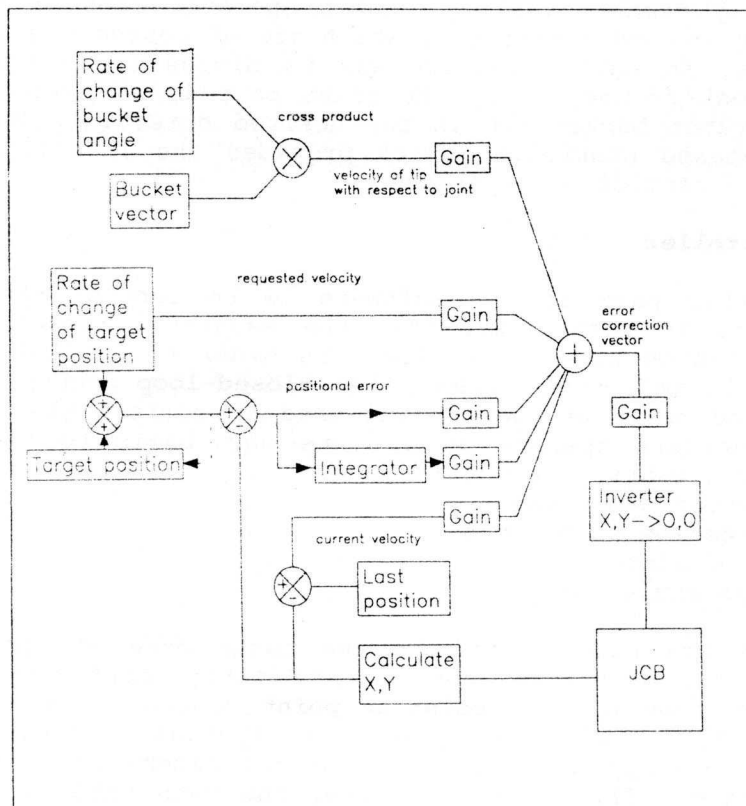 Rate of
change of
bucket
angle
cross product
Gain
velocity of tip
with respect to joint
Bucket
vector
Rate of
change
of target
position
requested velocity
Gain
error
correction
vector
+
+
+
+
-
positional error
Gain
Gain
Target position
Integrator
Gain
Gain
Inverter
X,Y->0,0
current velocity
+
-
Last
position
Calculate
X,Y
JCB